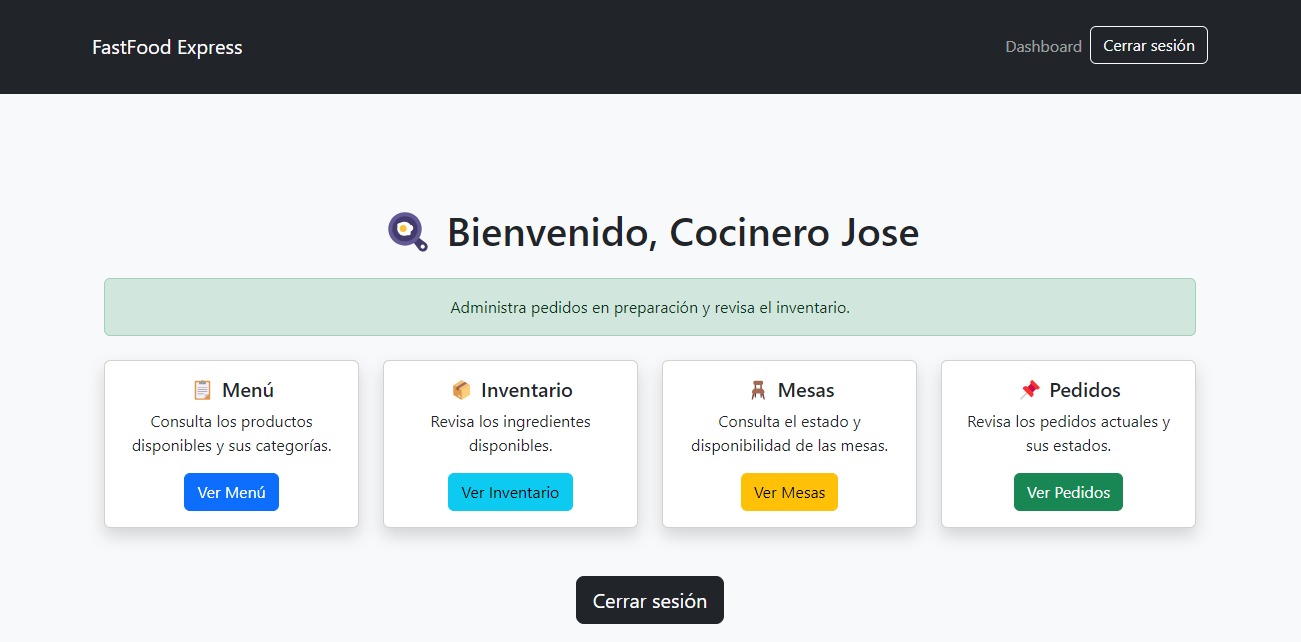 FastFood Express
Dashboard
Cerrar sesión
Bienvenido, Cocinero Jose
Administra pedidos en preparación y revisa el inventario.
Menú
Consulta los productos
disponibles y sus categorías.
Ver Menú
Inventario
Revisa los ingredientes
disponibles.
Ver Inventario
Mesas
Consulta el estado y
disponibilidad de las mesas.
Ver Mesas
Pedidos
Revisa los pedidos actuales y
sus estados.
Ver Pedidos
Cerrar sesión